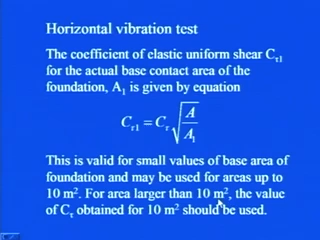 Horizontal vibration test
The coefficient of elastic uniform shear Cτ1
for the actual base contact area of the
foundation, A1 is given by equation
Cτ1 = Cτ √(A/A1)
This is valid for small values of base area of
foundation and may be used for areas up to
10 m². For area larger than 10 m², the value
of Cτ obtained for 10 m² should be used.